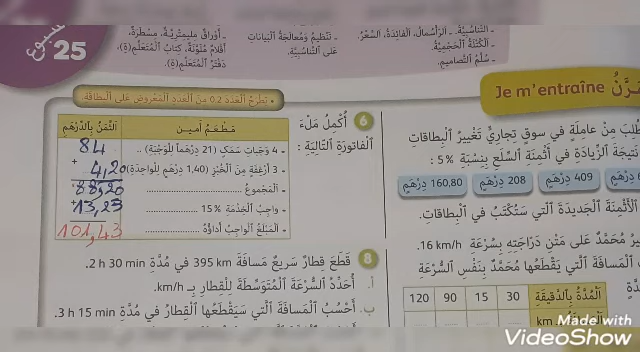 - التناسبية - الرأسمال، الفائدة، السعر.
- الكتلة الحجمية.
- سلم التصاميم.
- تنظيم ومعالجة البيانات
على التناسبية.
- أوراق مليمترية، مسطرة،
أقلام ملونة، كتاب المتعلم(ة)،
دفتر المتعلم(ة).
أسبوع
25
Je m'entraîne
• نطرح العدد 0,2 من العدد المعروض على البطاقة.
طلب من عاملة في سوق تجاري تغيير البطاقات
نتيجة الزيادة في أثمنة السلع بنسبة 5% :
409 درهم
208 درهم
160,80 درهم
الأثمنة الجديدة التي ستكتب في البطاقات.
ير محمد على متن دراجته بسرعة 16 km/h.
المسافة التي يقطعها محمد بنفس السرعة
المدة بالدقيقة 30 15 90 120
km
6 أكمل ملء
الفاتورة التالية :
مطعم أمين
الثمن بالدرهم
- 4 وجبات سمك (21 درهما للوجبة) ..
84
+
- 3 أرغفة من الخبز (1,40 درهم للواحدة)
4,20
- المجموع
88,20
- واجب الخدمة 15%
+
13,23
- المبلغ الواجب أداؤه
101,43
8 قطع قطار سريع مسافة 395 km في مدة 2 h 30 min.
أ. أحدد السرعة المتوسطة للقطار بـ km/h.
ب. أحسب المسافة التي سيقطعها القطار في مدة 3 h 15 min.
Made with
VideoShow